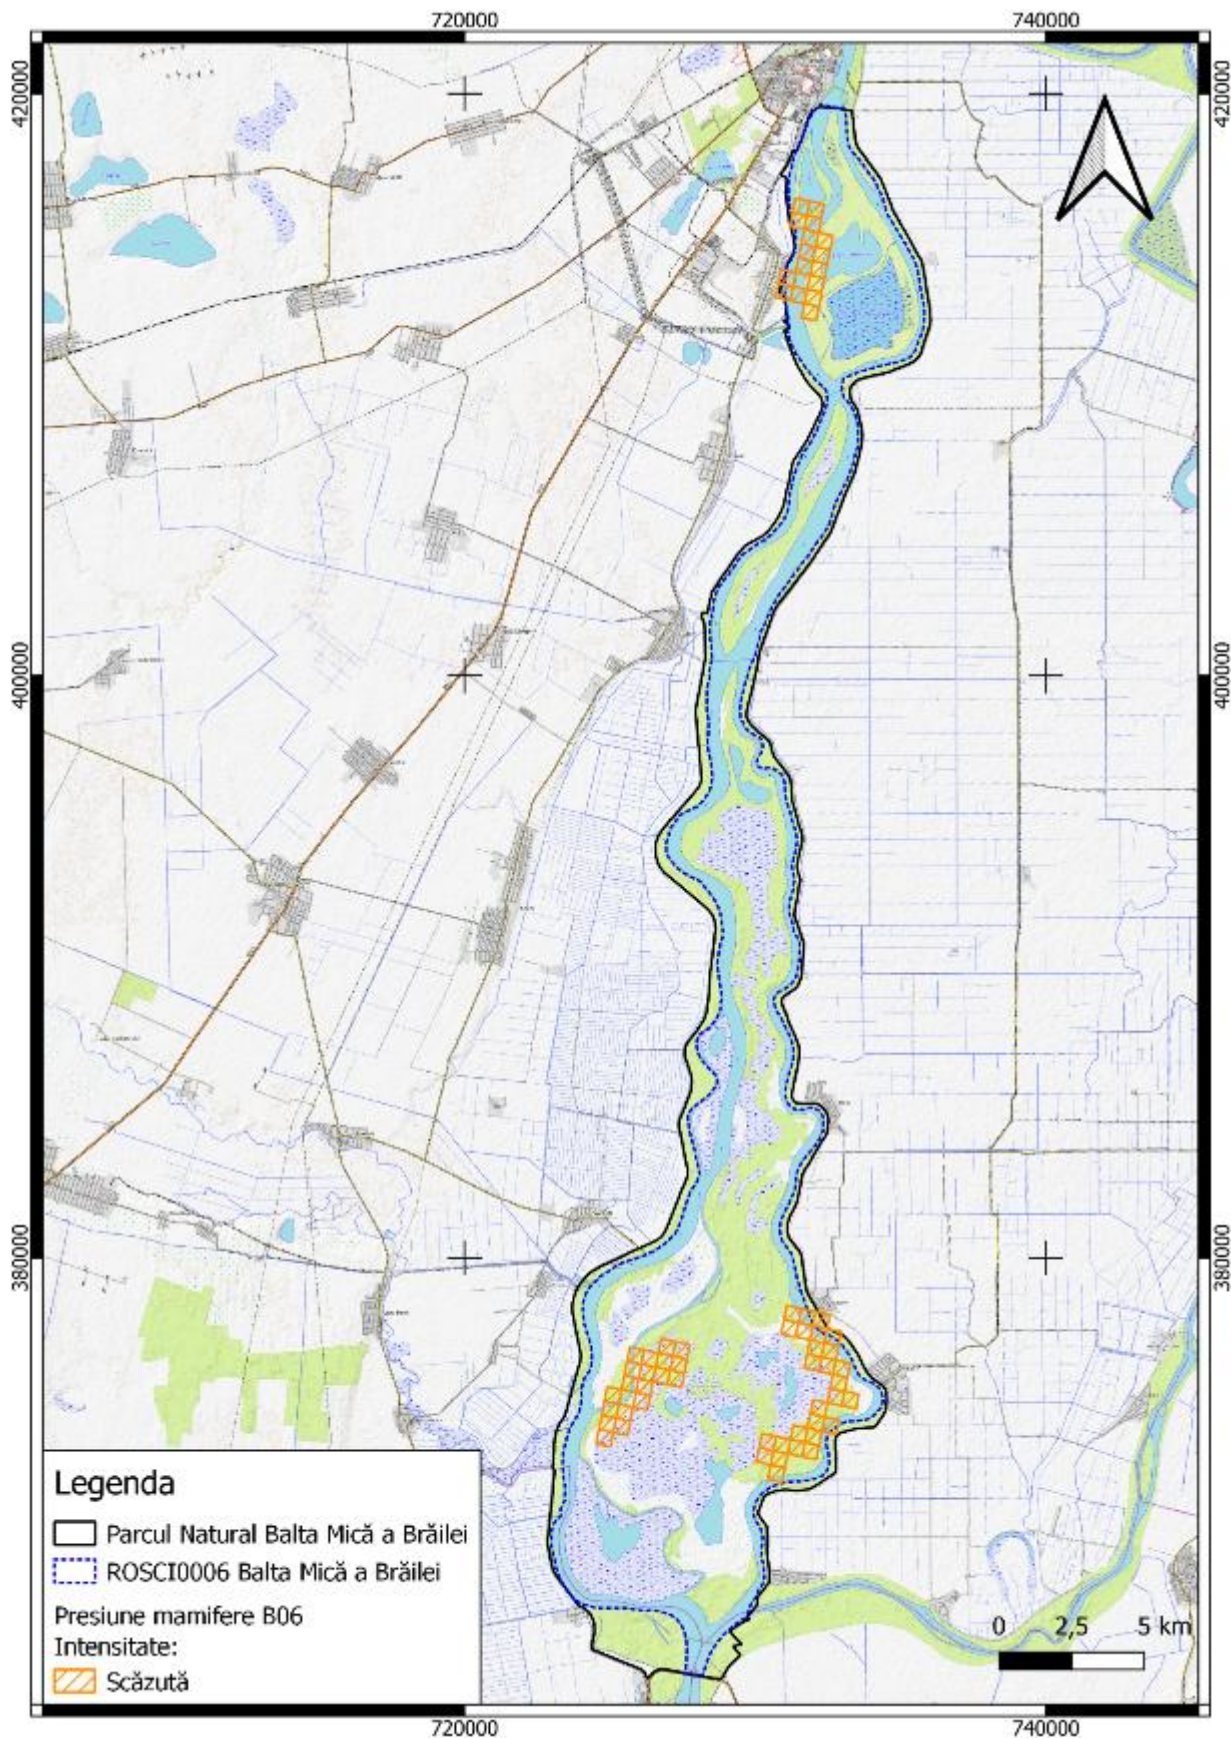 720000
740000
420000
420000
400000
400000
380000
380000
Legenda
Parcul Natural Balta Mică a Brăilei
ROSCI0006 Balta Mică a Brăilei
Presiune mamifere B06
Intensitate:
Scăzută
0 2,5 5 km
720000
740000